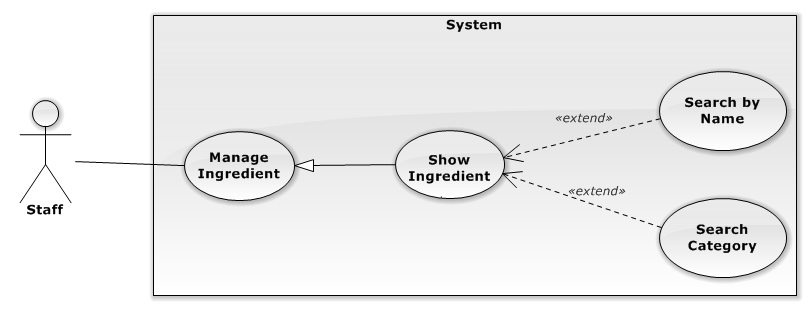 System
Search by
Name
«extend»
Manage
Ingredient
Show
Ingredient
«extend»
Staff
Search
Category